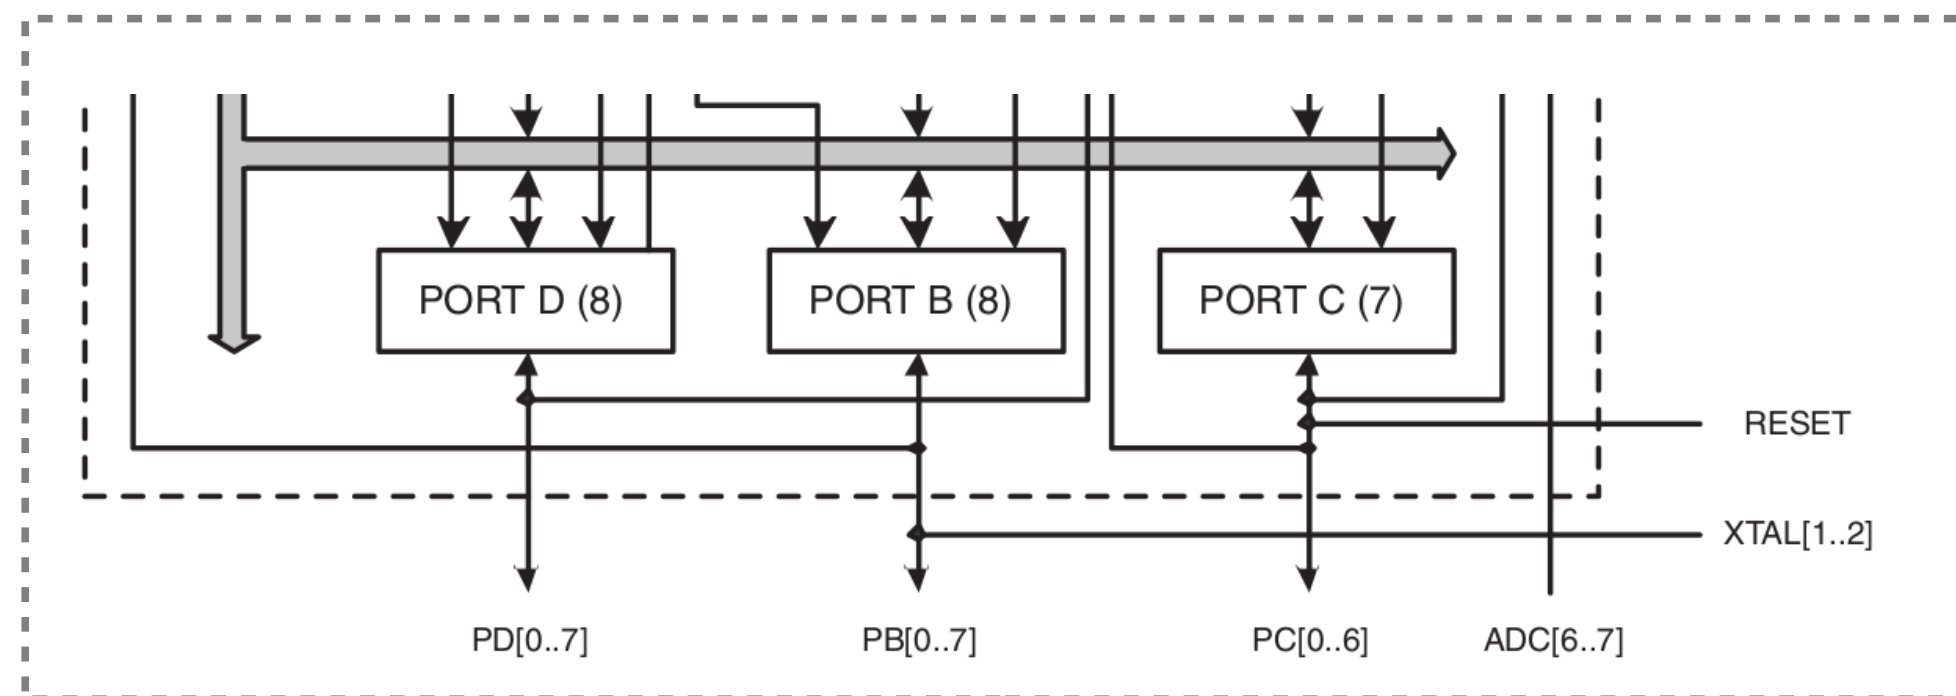 PORT D (8)
PORT B (8)
PORT C (7)
RESET
XTAL[1..2]
PD[0..7]
PB[0..7]
PC[0..6]
ADC[6..7]